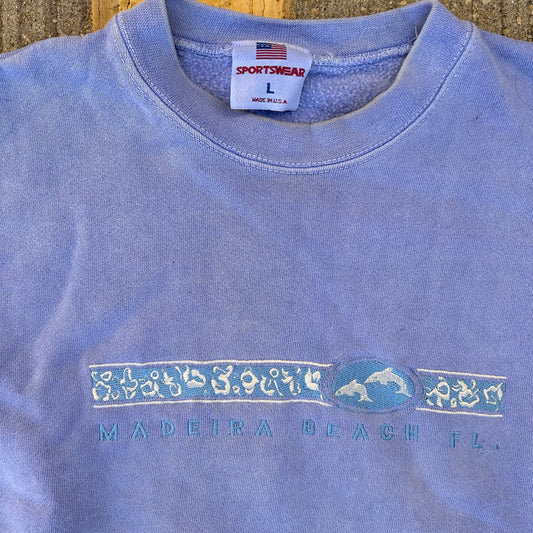 SPORTSWEAR
L
MADE IN U.S.A
MADEIRA BEACH FL.